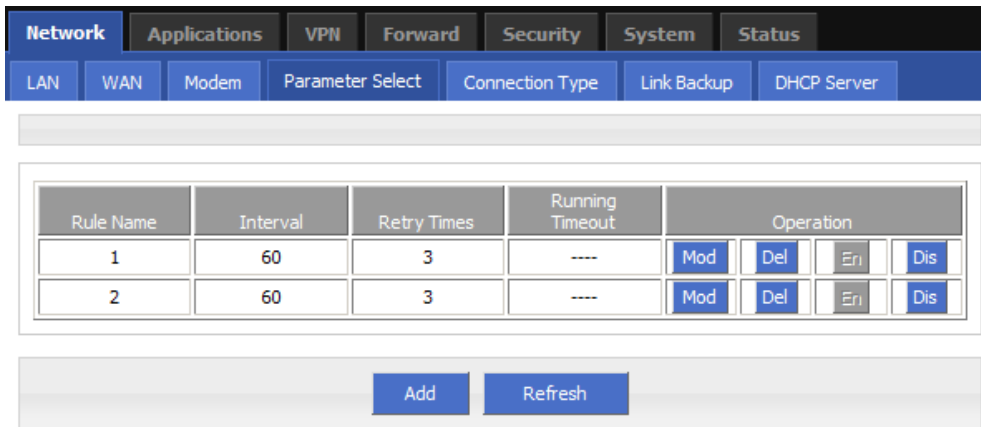 Network Applications VPN Forward Security System Status
LAN WAN Modem Parameter Select Connection Type Link Backup DHCP Server
Rule Name Interval Retry Times Running Timeout Operation
1 60 3 ---- Mod Del En Dis
2 60 3 ---- Mod Del En Dis
Add Refresh